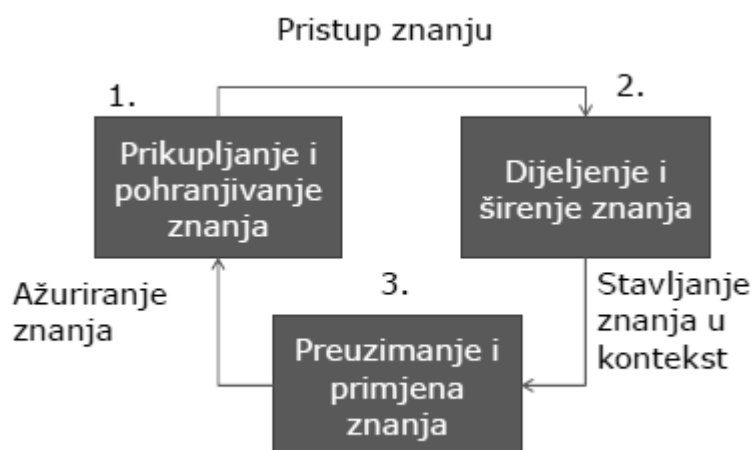 Pristup znanju
1.
Prikupljanje i
pohranjivanje
znanja
2.
Dijeljenje i
širenje znanja
Stavljanje
znanja u
kontekst
3.
Preuzimanje i
primjena
znanja
Ažuriranje
znanja